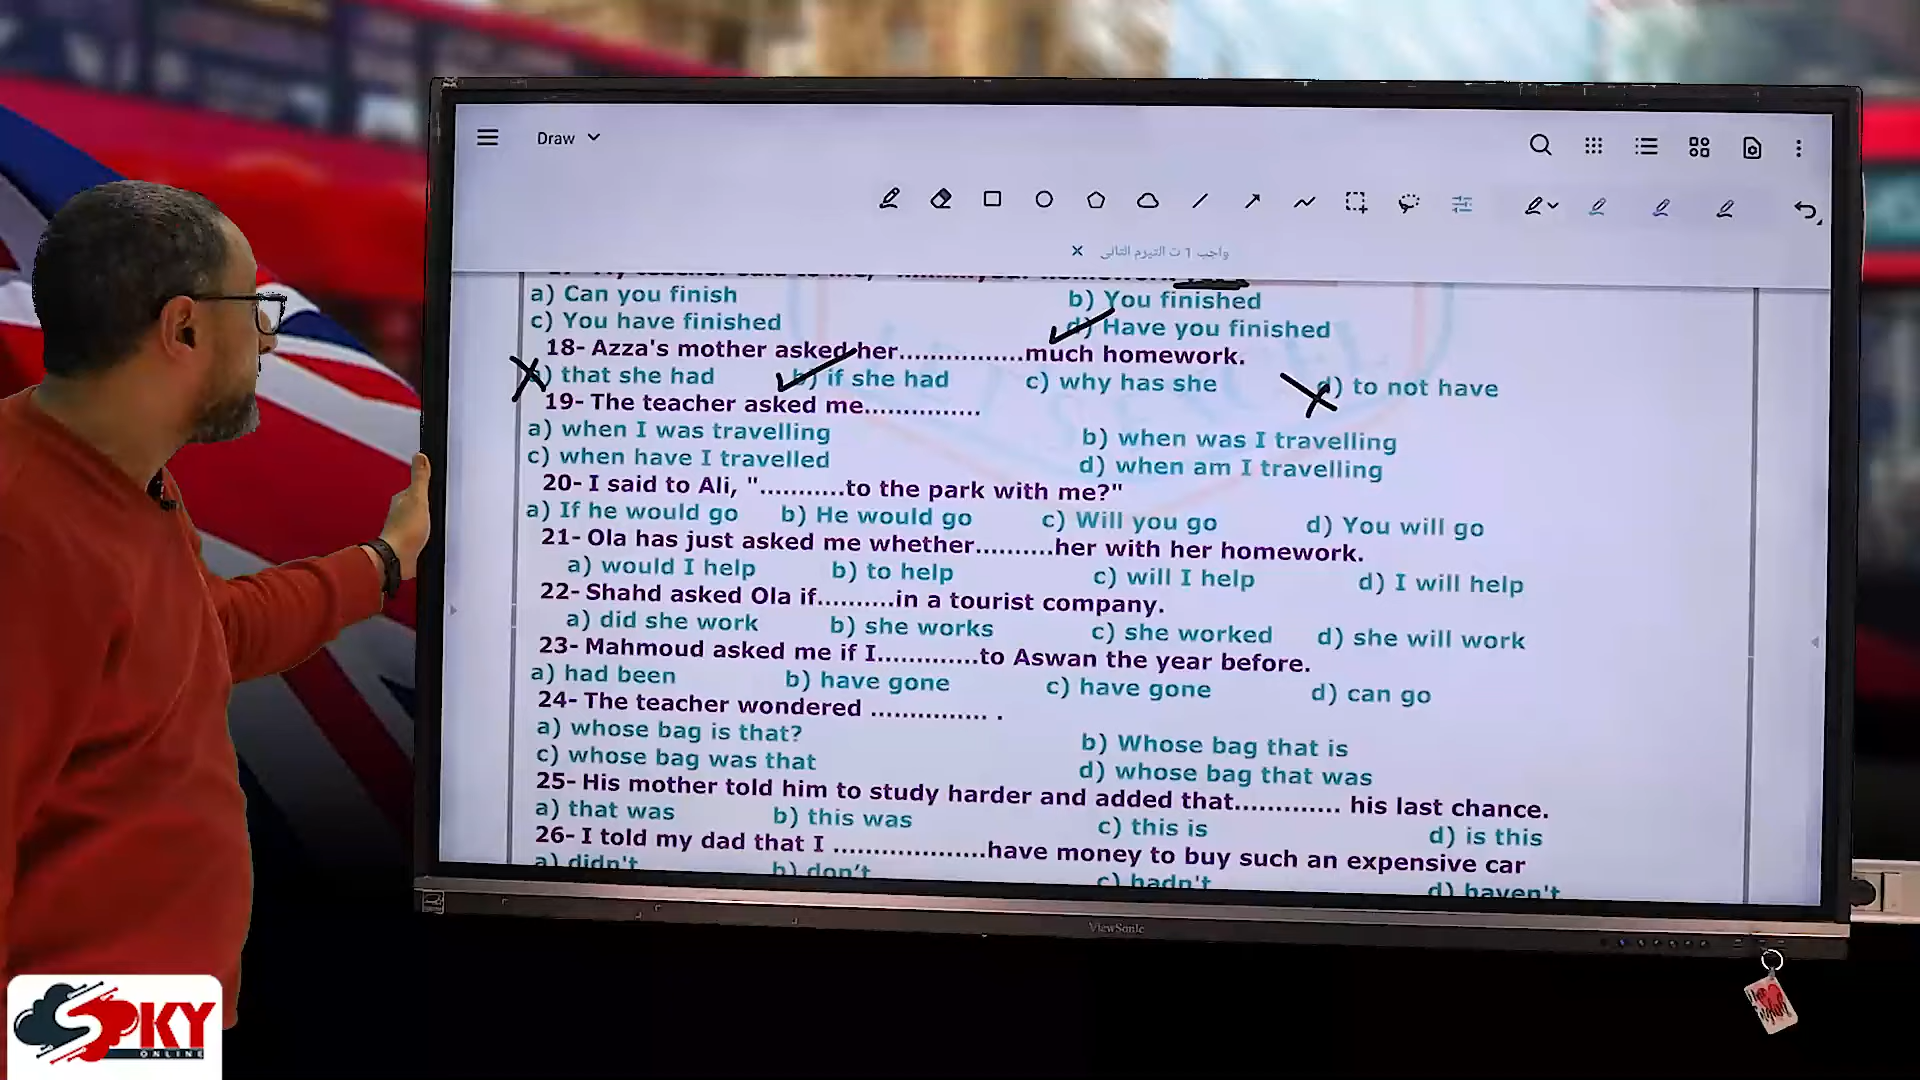 Draw
واجب 1 ت التيرم التانى
a) Can you finish b) You finished
c) You have finished d) Have you finished
18- Azza's mother asked her................much homework.
a) that she had b) if she had c) why has she d) to not have
19- The teacher asked me...............
a) when I was travelling b) when was I travelling
c) when have I travelled d) when am I travelling
20- I said to Ali, "...........to the park with me?"
a) If he would go b) He would go c) Will you go d) You will go
21- Ola has just asked me whether..........her with her homework.
a) would I help b) to help c) will I help d) I will help
22- Shahd asked Ola if..........in a tourist company.
a) did she work b) she works c) she worked d) she will work
23- Mahmoud asked me if I.............to Aswan the year before.
a) had been b) have gone c) have gone d) can go
24- The teacher wondered ............... .
a) whose bag is that? b) Whose bag that is
c) whose bag was that d) whose bag that was
25- His mother told him to study harder and added that............. his last chance.
a) that was b) this was c) this is d) is this
26- I told my dad that I ....................have money to buy such an expensive car
a) didn't b) don't c) hadn't d) haven't
ViewSonic
SPKY
ONLINE